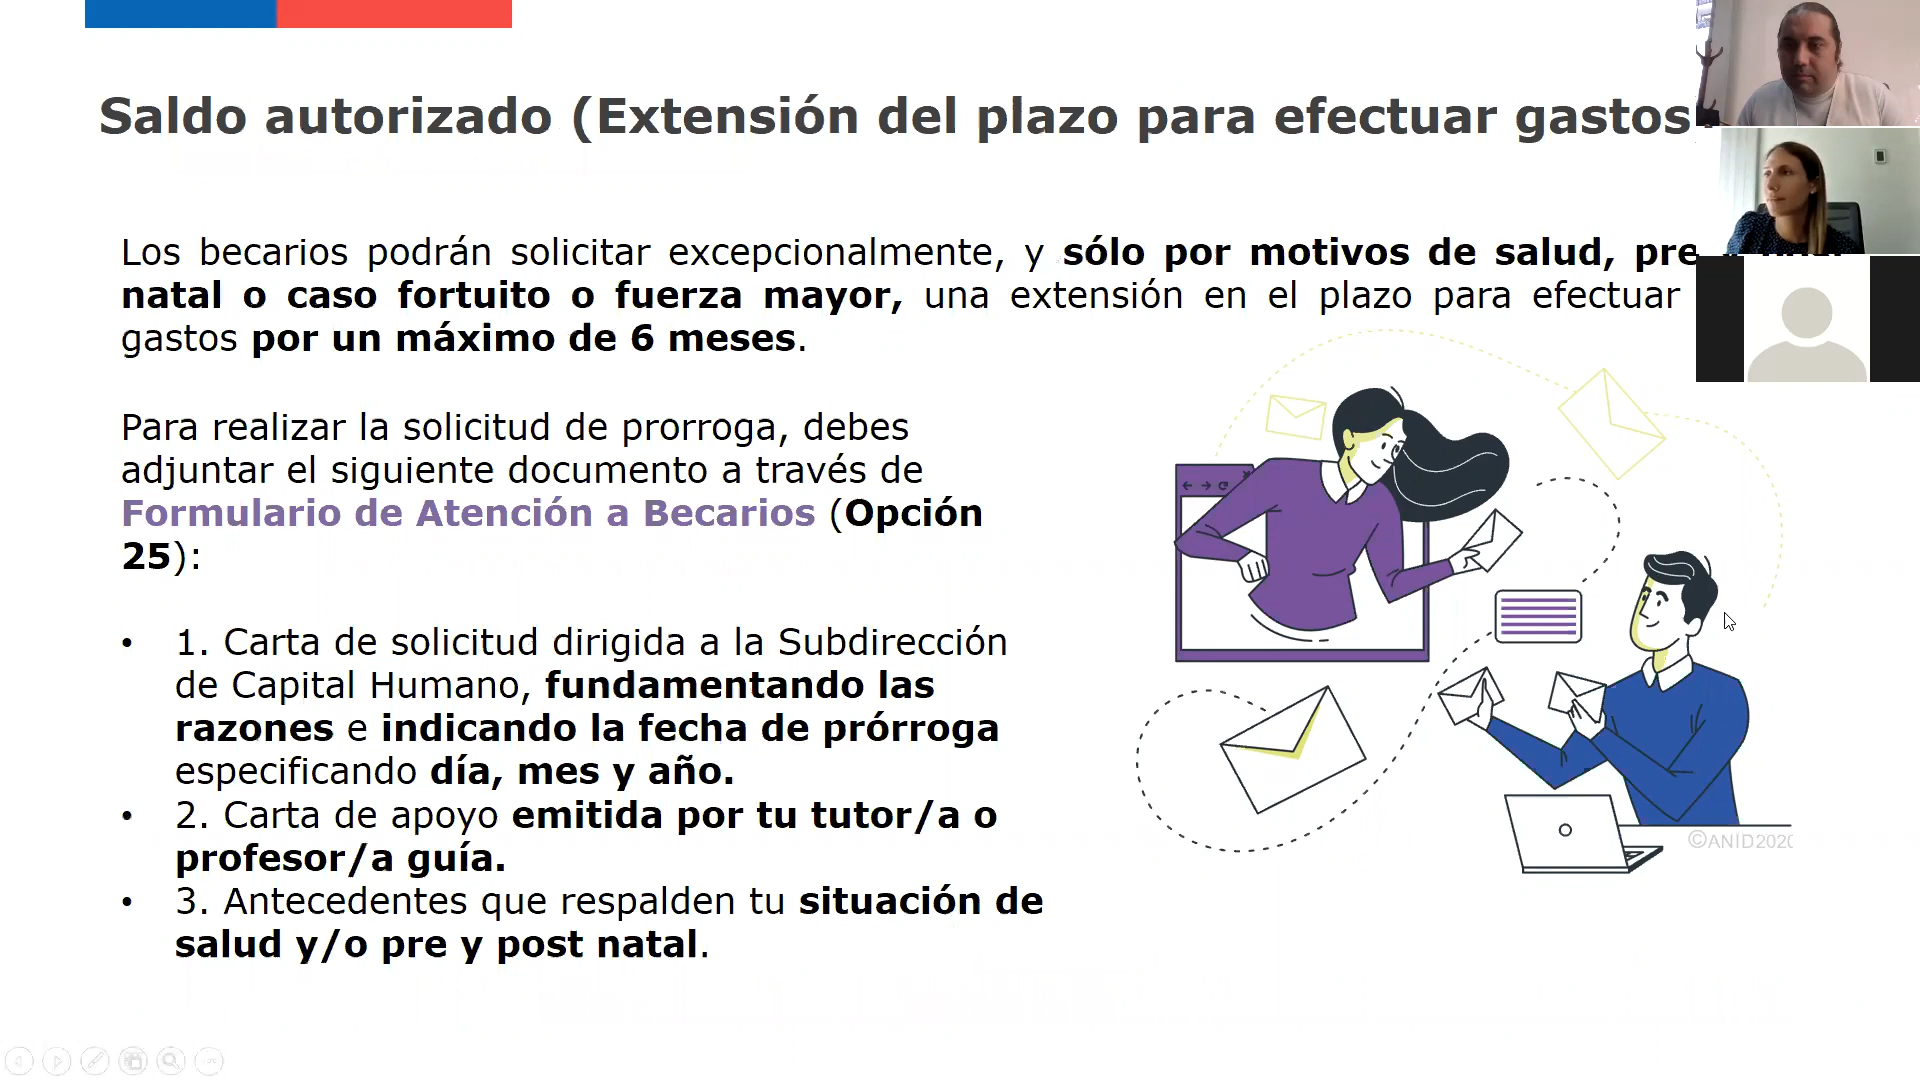 Saldo autorizado (Extensión del plazo para efectuar gastos
Los becarios podrán solicitar excepcionalmente, y sólo por motivos de salud, pre
natal o caso fortuito o fuerza mayor, una extensión en el plazo para efectuar
gastos por un máximo de 6 meses.
Para realizar la solicitud de prorroga, debes
adjuntar el siguiente documento a través de
Formulario de Atención a Becarios (Opción
25):
• 1. Carta de solicitud dirigida a la Subdirección
de Capital Humano, fundamentando las
razones e indicando la fecha de prórroga
especificando día, mes y año.
• 2. Carta de apoyo emitida por tu tutor/a o
profesor/a guía.
• 3. Antecedentes que respalden tu situación de
salud y/o pre y post natal.
©ANID2020